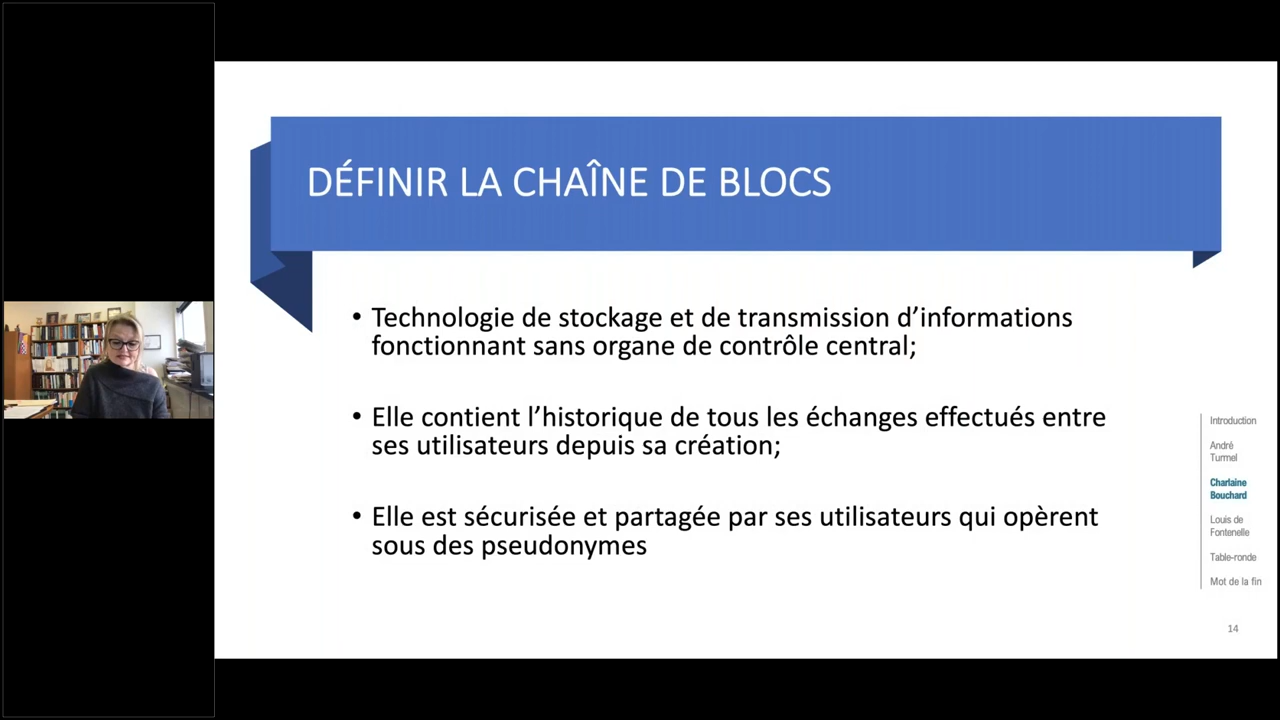 DÉFINIR LA CHAÎNE DE BLOCS
• Technologie de stockage et de transmission d’informations
fonctionnant sans organe de contrôle central;
• Elle contient l’historique de tous les échanges effectués entre
ses utilisateurs depuis sa création;
• Elle est sécurisée et partagée par ses utilisateurs qui opèrent
sous des pseudonymes
Introduction
André
Turmel
Charlaine
Bouchard
Louis de
Fontenelle
Table-ronde
Mot de la fin
14